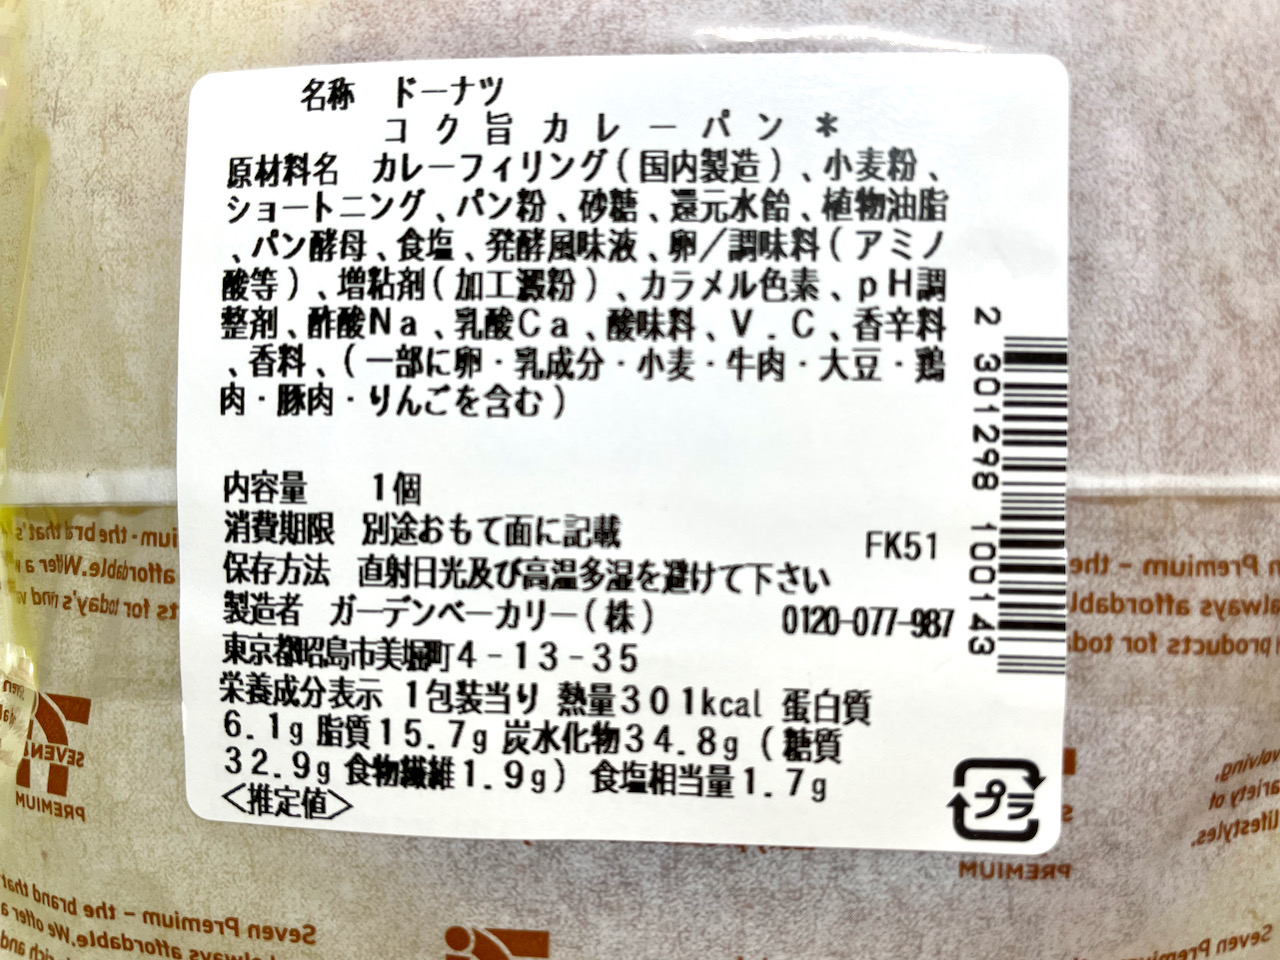 名称 ドーナツ
コク旨カレーパン＊
原材料名 カレーフィリング(国内製造)、小麦粉、
ショートニング、パン粉、砂糖、還元水飴、植物油脂
、パン酵母、食塩、発酵風味液、卵／調味料(アミノ
酸等)、増粘剤(加工澱粉)、カラメル色素、pH調
整剤、酢酸Na、乳酸Ca、酸味料、V.C、香辛料
、香料、(一部に卵・乳成分・小麦・牛肉・大豆・鶏
肉・豚肉・りんごを含む)
内容量 1個
消費期限 別途おもて面に記載
FK51
保存方法 直射日光及び高温多湿を避けて下さい
製造者 ガーデンベーカリー(株) 0120-077-987
東京都昭島市美堀町4-13-35
栄養成分表示 1包装当り 熱量301kcal 蛋白質
6.1g 脂質15.7g 炭水化物34.8g (糖質
32.9g 食物繊維1.9g) 食塩相当量1.7g
<推定値>
2 301298 100143
プラ
SEVEN
PREMIUM
PREMIUM
Seven Premium - the brand that
always affordable. We offer a